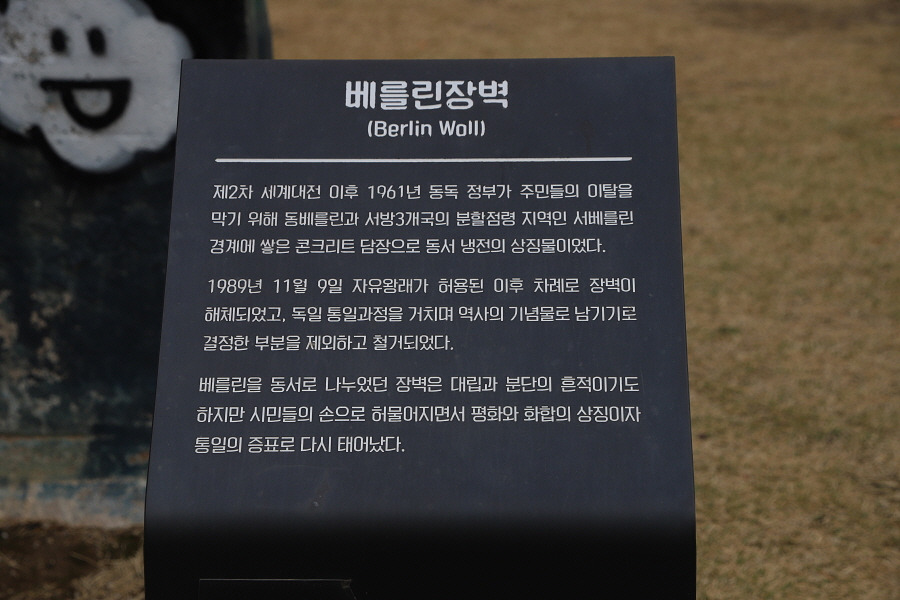 베를린장벽
(Berlin Woll)
제2차 세계대전 이후 1961년 동독 정부가 주민들의 이탈을
막기 위해 동베를린과 서방3개국의 분할점령 지역인 서베를린
경계에 쌓은 콘크리트 담장으로 동서 냉전의 상징물이었다.
1989년 11월 9일 자유왕래가 허용된 이후 차례로 장벽이
해체되었고, 독일 통일과정을 거치며 역사의 기념물로 남기기로
결정한 부분을 제외하고 철거되었다.
베를린을 동서로 나누었던 장벽은 대립과 분단의 흔적이기도
하지만 시민들의 손으로 허물어지면서 평화와 화합의 상징이자
통일의 증표로 다시 태어났다.